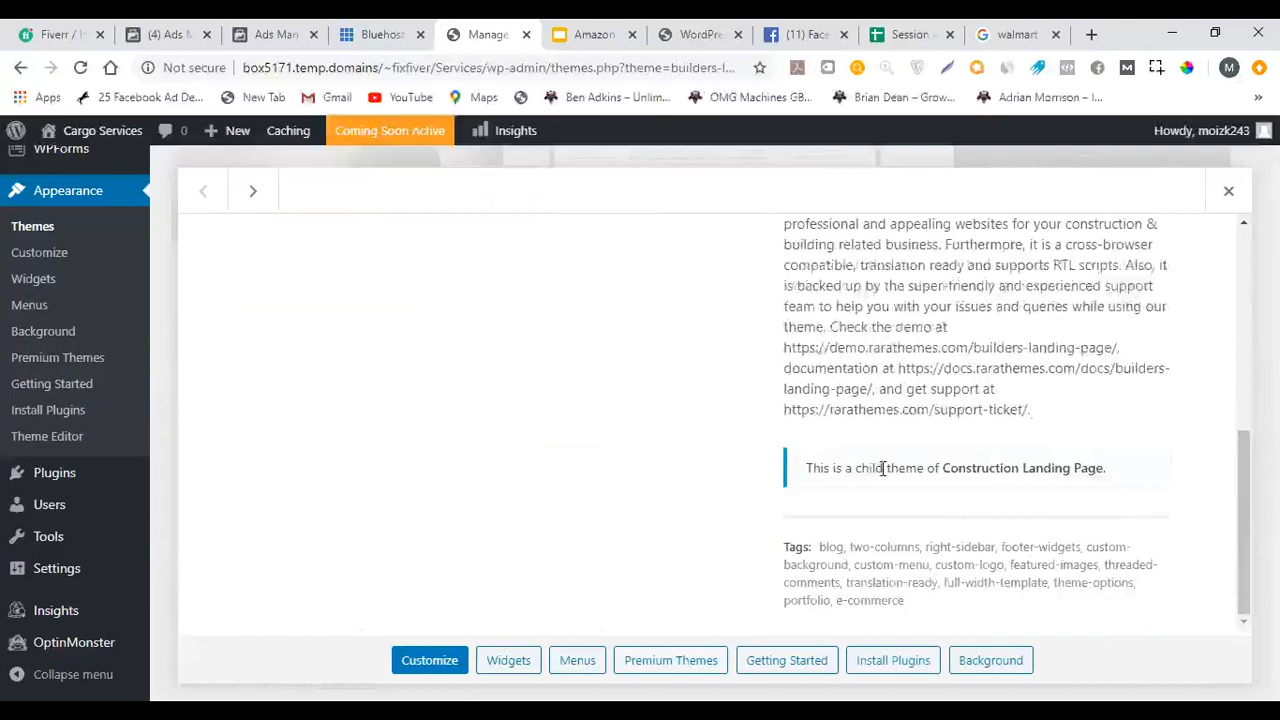 Fiverr / I
(4) Ads M
Ads Man
Bluehost
Manage
Amazon
WordPre
(11) Face
Session
walmart
Not secure
box5171.temp.domains/~fixfiver/Services/wp-admin/themes.php?theme=builders-l...
M
Apps
25 Facebook Ad De...
New Tab
Gmail
YouTube
Maps
Ben Adkins – Unlim...
OMG Machines GB...
Brian Dean – Grow...
Adrian Morrison – I...
Cargo Services
0
New
Caching
Coming Soon Active
Insights
Howdy, moizk243
WPForms
Appearance
Themes
Customize
Widgets
Menus
Background
Premium Themes
Getting Started
Install Plugins
Theme Editor
Plugins
Users
Tools
Settings
Insights
OptinMonster
Collapse menu
professional and appealing websites for your construction &
building related business. Furthermore, it is a cross-browser
compatible, translation ready and supports RTL scripts. Also, it
is backed up by the super-friendly and experienced support
team to help you with your issues and queries while using our
theme. Check the demo at
https://demo.rarathemes.com/builders-landing-page/,
documentation at https://docs.rarathemes.com/docs/builders-
landing-page/, and get support at
https://rarathemes.com/support-ticket/.
This is a child theme of Construction Landing Page.
Tags: blog, two-columns, right-sidebar, footer-widgets, custom-
background, custom-menu, custom-logo, featured-images, threaded-
comments, translation-ready, full-width-template, theme-options,
portfolio, e-commerce
Customize
Widgets
Menus
Premium Themes
Getting Started
Install Plugins
Background